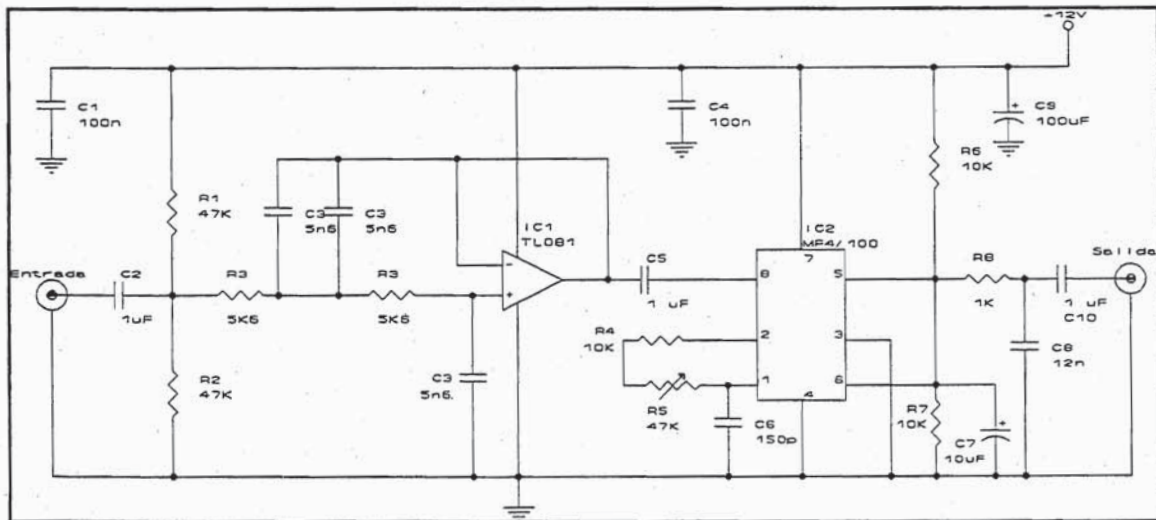 +12V
C1
100n
C4
100n
C9
100uF
R6
10K
R1
47K
C3
5n6
C3
5n6
IC1
TL081
IC2
MF4/100
Entrada
C2
1uF
R3
5K6
R3
5K6
-
+
C5
1 uF
8
7
5
R8
1K
1 uF
C10
Salida
R4
10K
2
3
C8
12n
R2
47K
C3
5n6.
R5
47K
1
4
6
C6
150p
R7
10K
C7
10uF
+
+